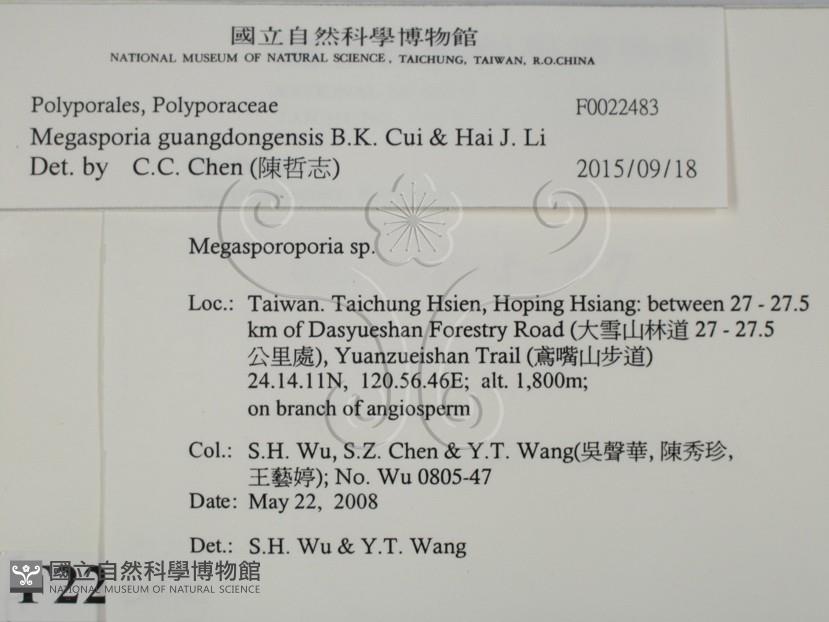 國立自然科學博物館
NATIONAL MUSEUM OF NATURAL SCIENCE, TAICHUNG, TAIWAN, R.O.CHINA
Polyporales, Polyporaceae F0022483
Megasporia guangdongensis B.K. Cui & Hai J. Li
Det. by C.C. Chen (陳哲志) 2015/09/18
Megasporoporia sp.
Loc.: Taiwan. Taichung Hsien, Hoping Hsiang: between 27 - 27.5
km of Dasyueshan Forestry Road (大雪山林道 27 - 27.5
公里處), Yuanzueishan Trail (鳶嘴山步道)
24.14.11N, 120.56.46E; alt. 1,800m;
on branch of angiosperm
Col.: S.H. Wu, S.Z. Chen & Y.T. Wang(吳聲華, 陳秀珍,
王藝婷); No. Wu 0805-47
Date: May 22, 2008
Det.: S.H. Wu & Y.T. Wang
國立自然科學博物館
NATIONAL MUSEUM OF NATURAL SCIENCE